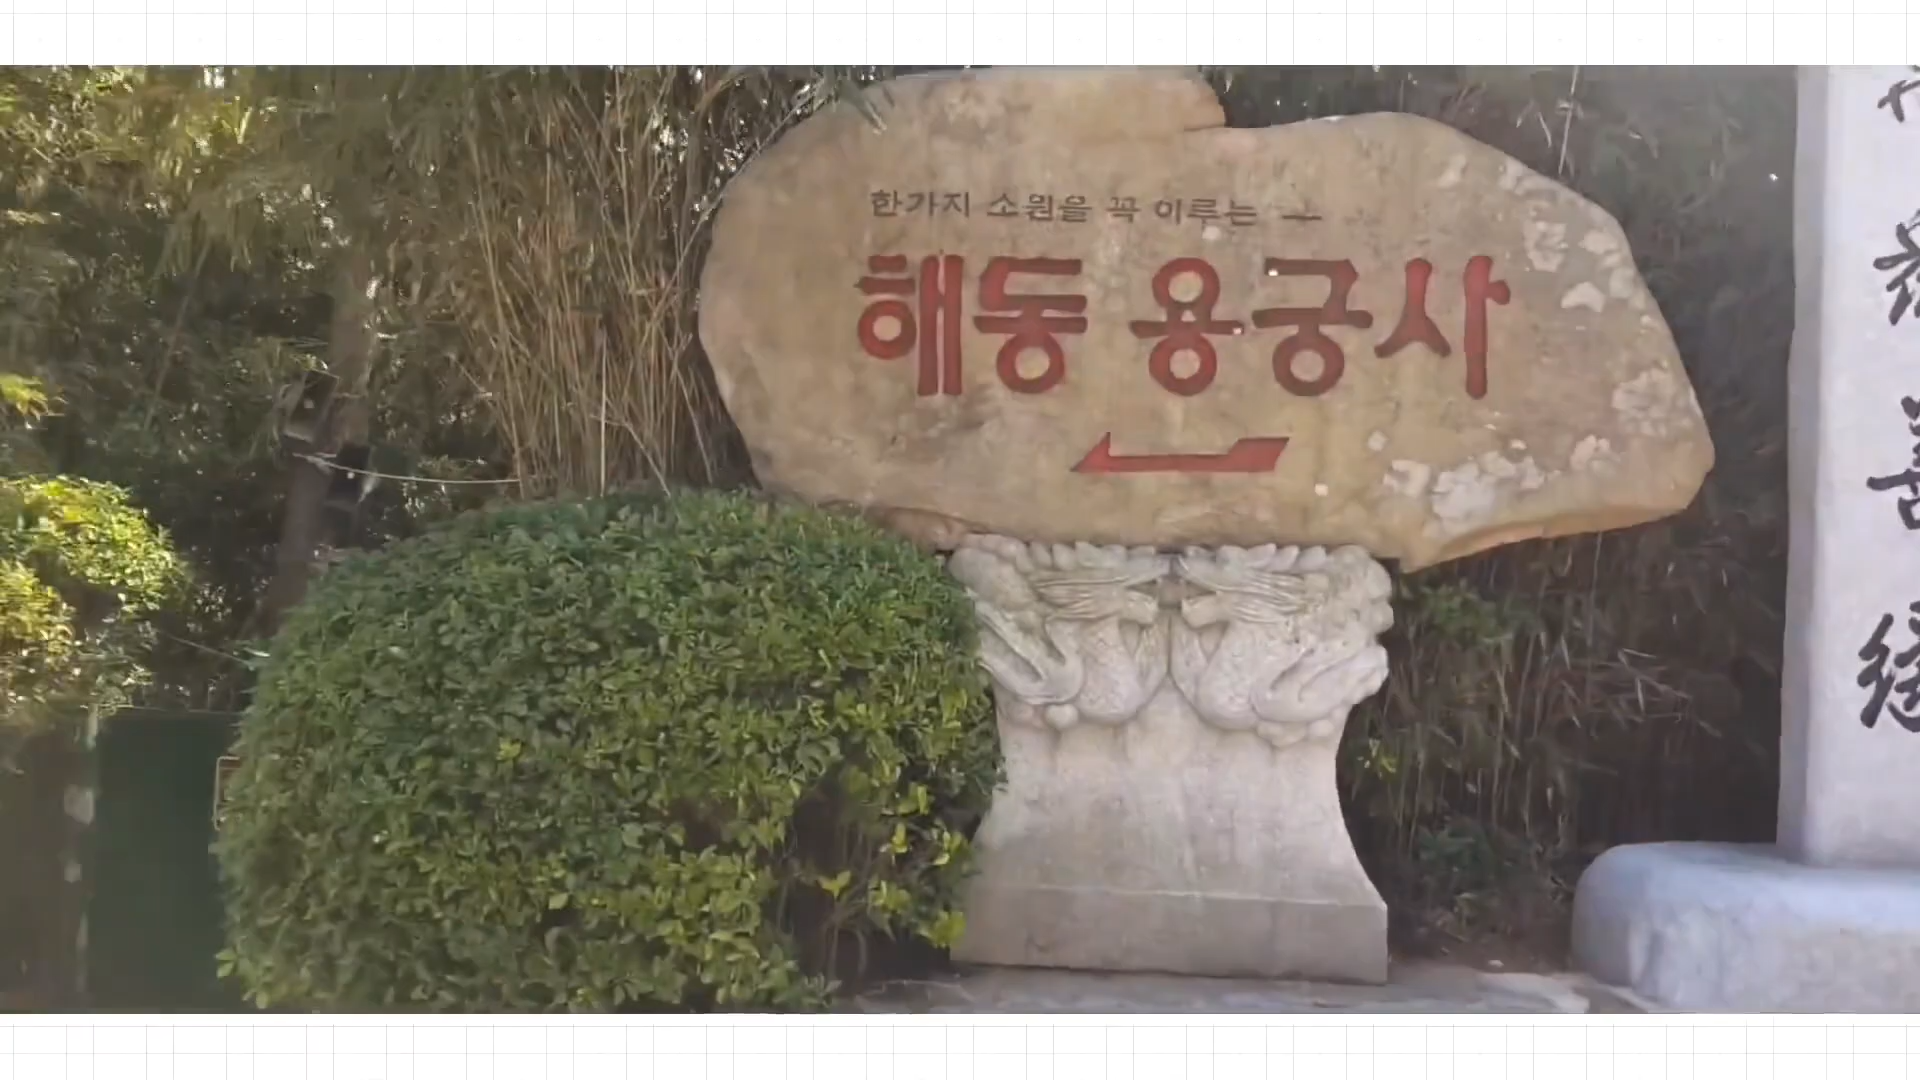 한가지 소원을 꼭 이루는 —
해동 용궁사